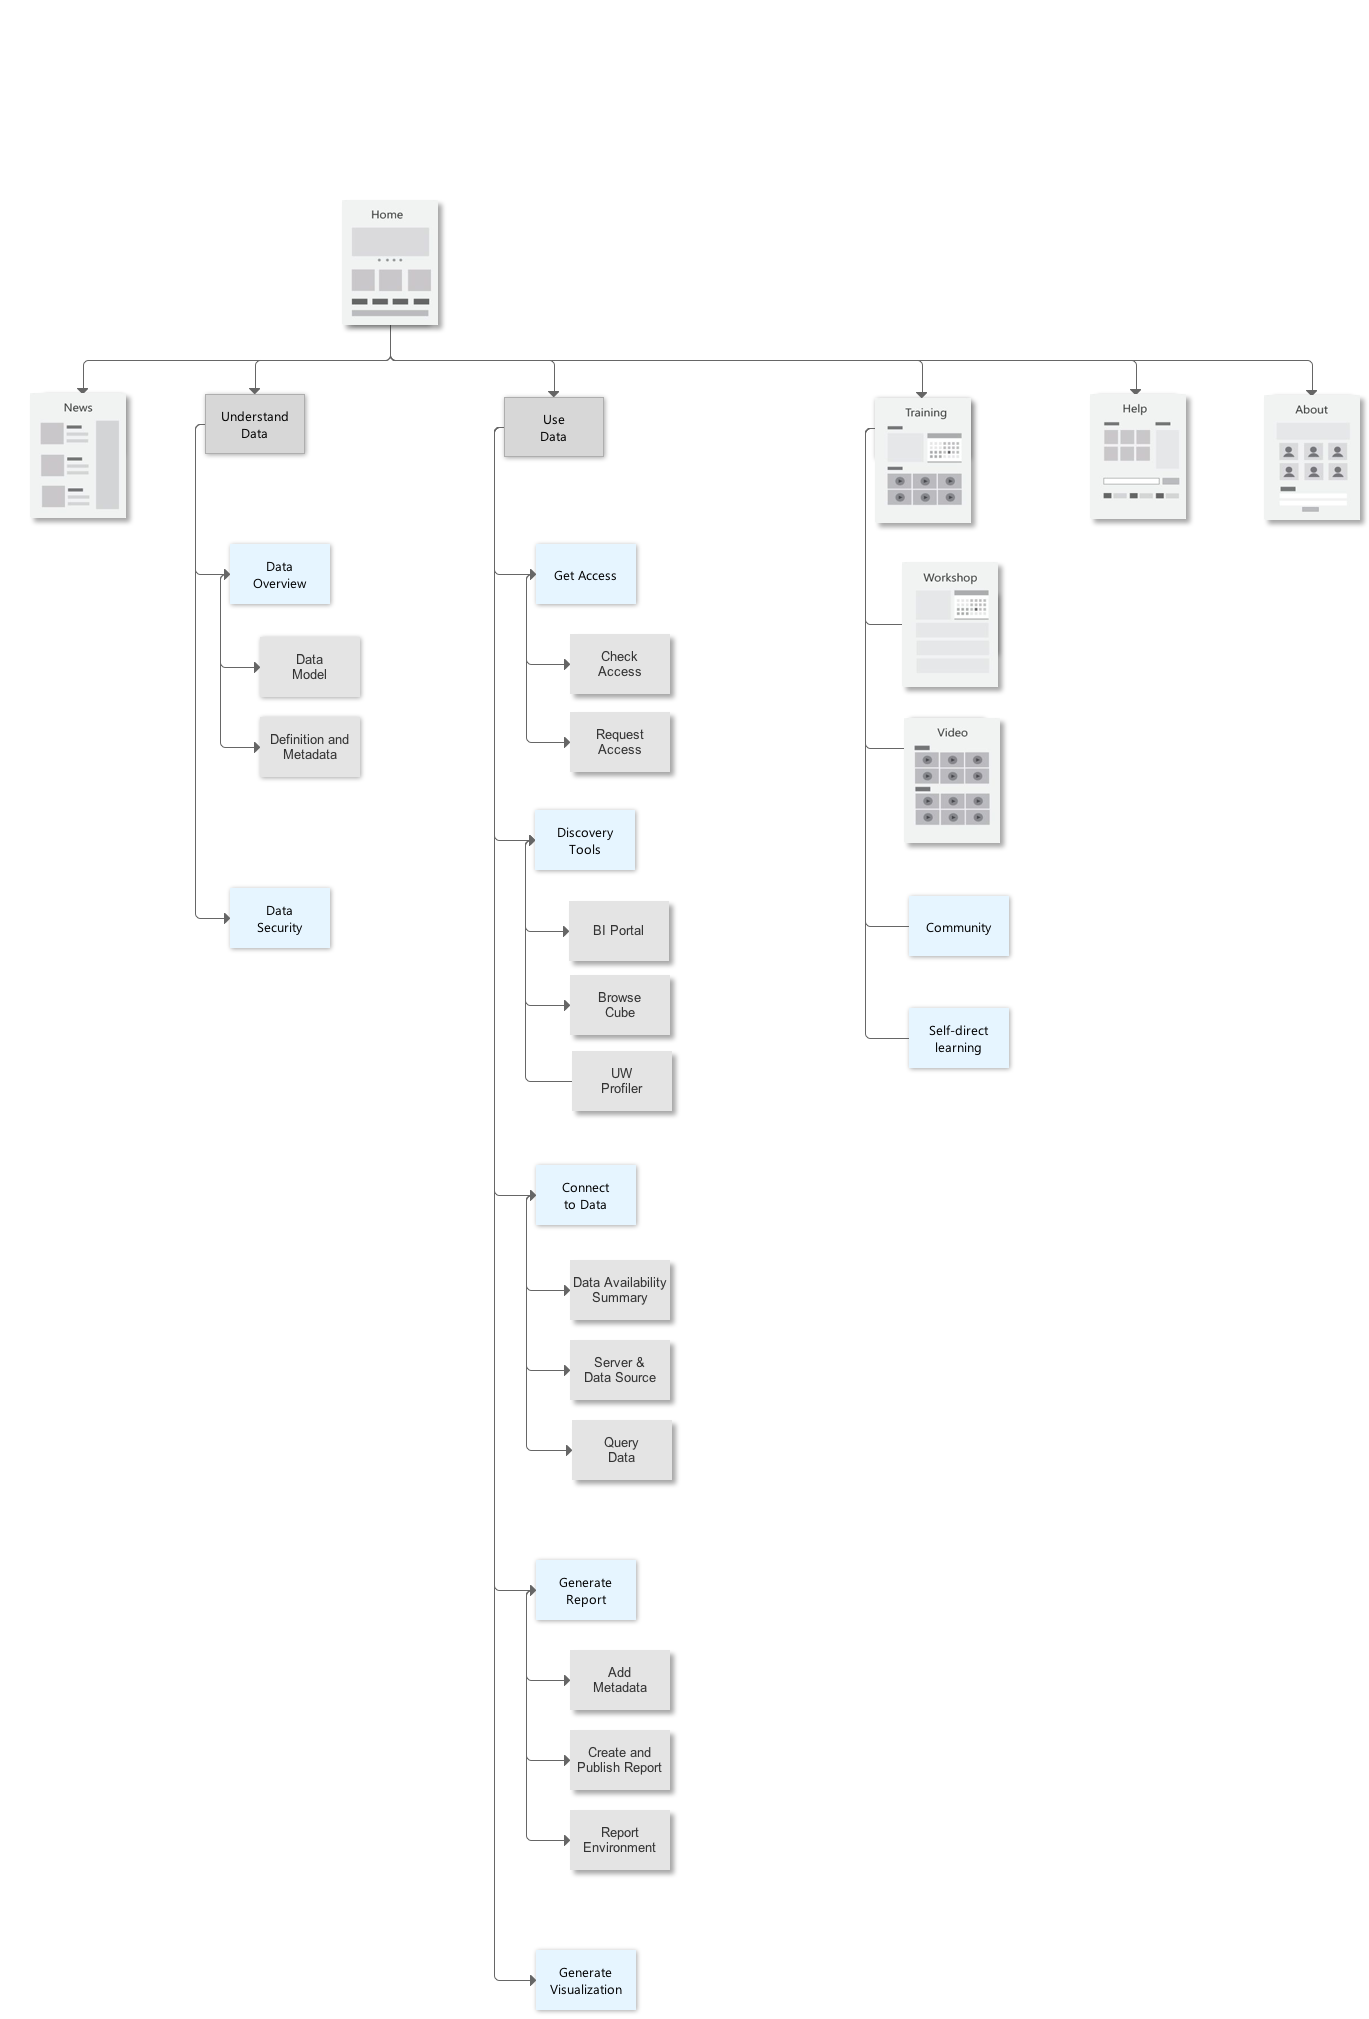 Home
News
Understand
Data
Use
Data
Training
Help
About
Data
Overview
Data
Model
Definition and
Metadata
Data
Security
Get Access
Check
Access
Request
Access
Discovery
Tools
BI Portal
Browse
Cube
UW
Profiler
Connect
to Data
Data Availability
Summary
Server &
Data Source
Query
Data
Generate
Report
Add
Metadata
Create and
Publish Report
Report
Environment
Generate
Visualization
Workshop
Video
Community
Self-direct
learning